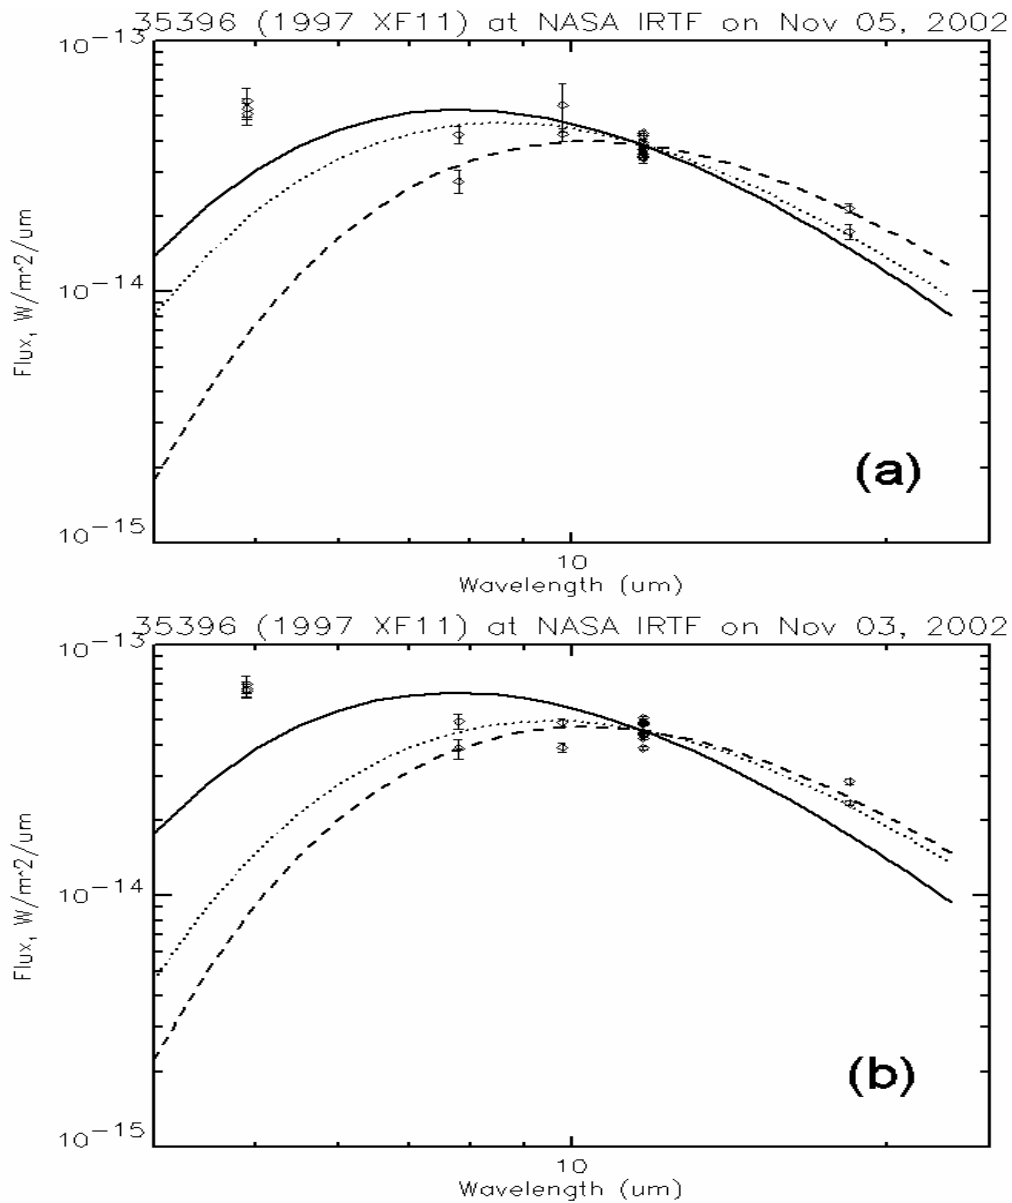 35396 (1997 XF11) at NASA IRTF on Nov 05, 2002
10-13
10-14
10-15
Flux, W/m^2/um
(a)
10
Wavelength (um)
35396 (1997 XF11) at NASA IRTF on Nov 03, 2002
10-13
10-14
10-15
Flux, W/m^2/um
(b)
10
Wavelength (um)